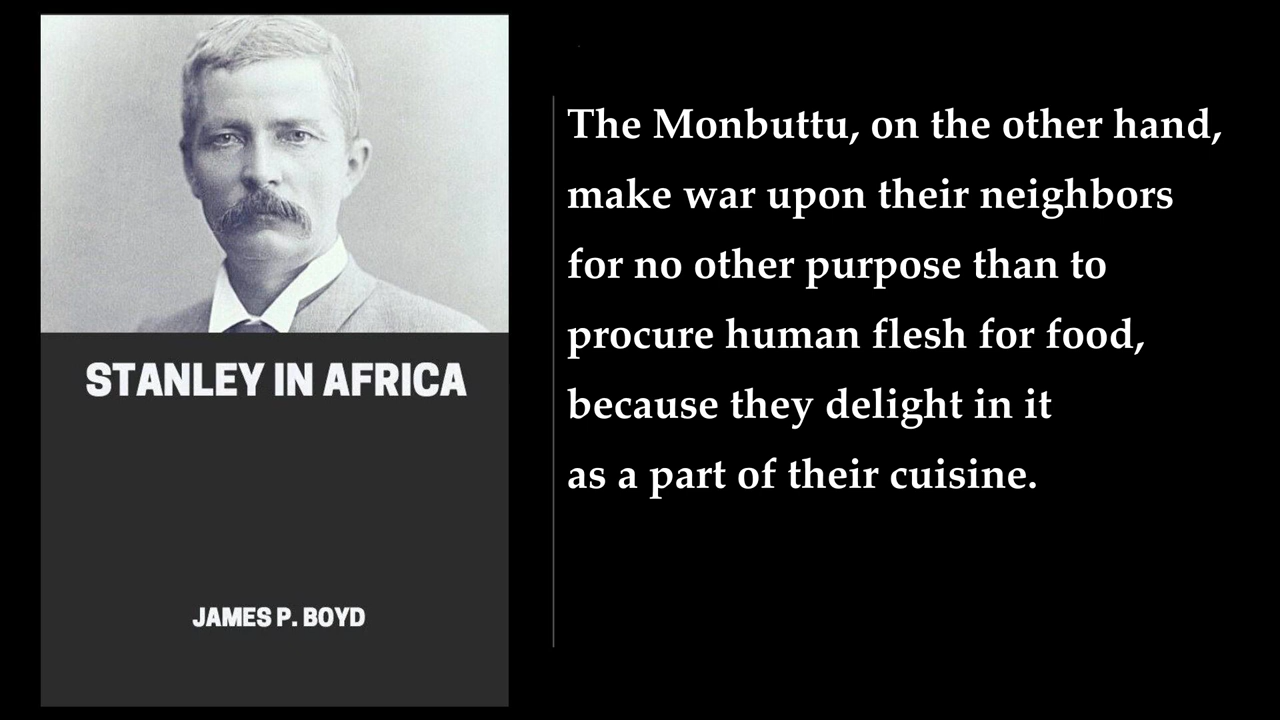 STANLEY IN AFRICA
JAMES P. BOYD
The Monbuttu, on the other hand,
make war upon their neighbors
for no other purpose than to
procure human flesh for food,
because they delight in it
as a part of their cuisine.